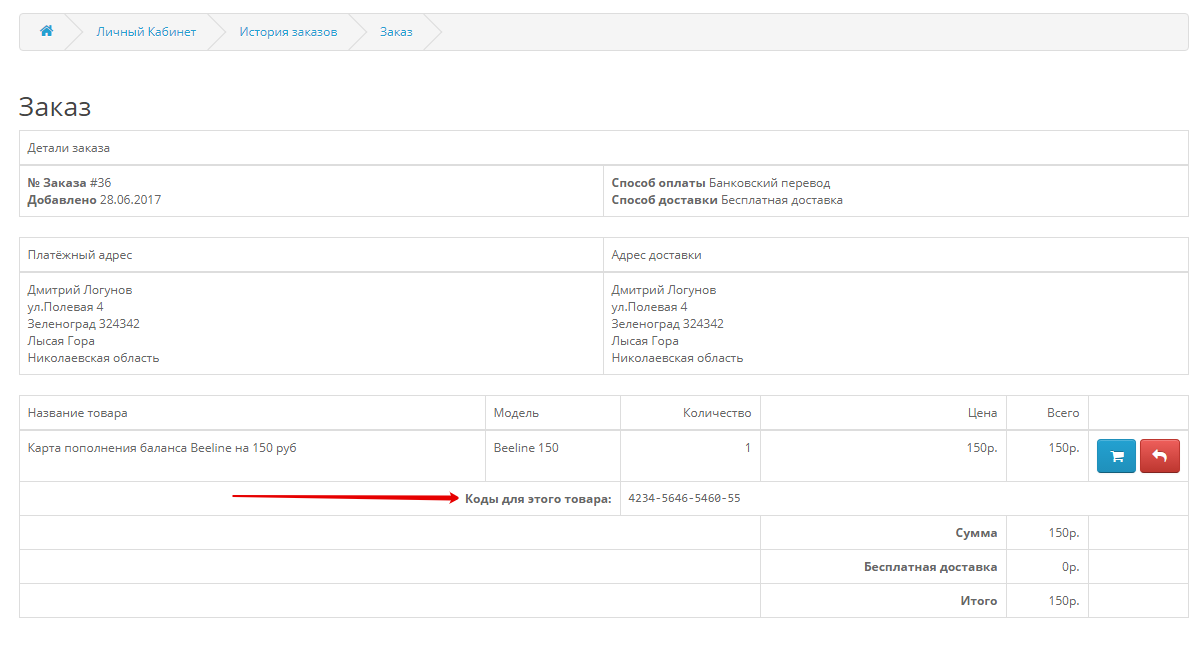 Личный Кабинет История заказов Заказ
Заказ
Детали заказа
№ Заказа #36
Добавлено 28.06.2017
Способ оплаты Банковский перевод
Способ доставки Бесплатная доставка
Платёжный адрес
Адрес доставки
Дмитрий Логунов
ул.Полевая 4
Зеленоград 324342
Лысая Гора
Николаевская область
Дмитрий Логунов
ул.Полевая 4
Зеленоград 324342
Лысая Гора
Николаевская область
Название товара Модель Количество Цена Всего
Карта пополнения баланса Beeline на 150 руб Beeline 150 1 150р. 150р.
Коды для этого товара: 4234-5646-5460-55
Сумма 150р.
Бесплатная доставка 0р.
Итого 150р.